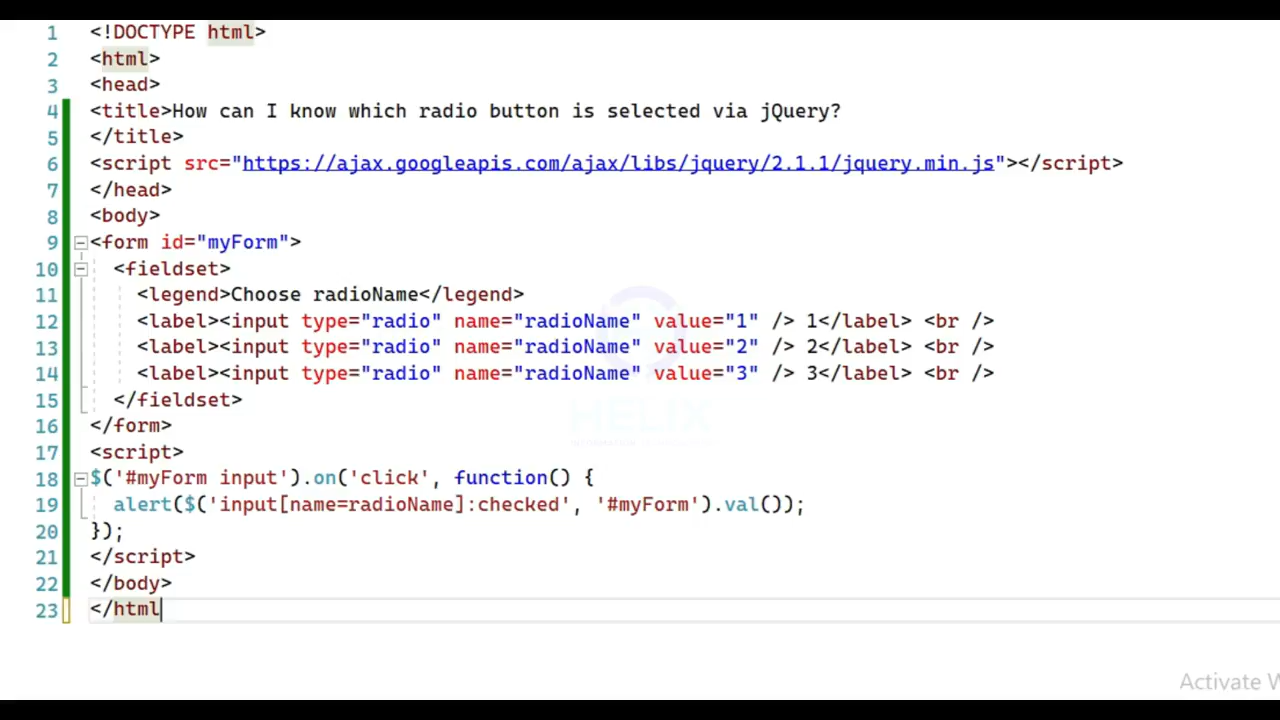 1 <!DOCTYPE html>
2 <html>
3 <head>
4 <title>How can I know which radio button is selected via jQuery?
5 </title>
6 <script src="https://ajax.googleapis.com/ajax/libs/jquery/2.1.1/jquery.min.js"></script>
7 </head>
8 <body>
9 <form id="myForm">
10   <fieldset>
11     <legend>Choose radioName</legend>
12     <label><input type="radio" name="radioName" value="1" /> 1</label> <br />
13     <label><input type="radio" name="radioName" value="2" /> 2</label> <br />
14     <label><input type="radio" name="radioName" value="3" /> 3</label> <br />
15   </fieldset>
16 </form>
HELIX
17 <script>
18 $('#myForm input').on('click', function() {
19   alert($('input[name=radioName]:checked', '#myForm').val());
20 });
21 </script>
22 </body>
23 </html
Activate W